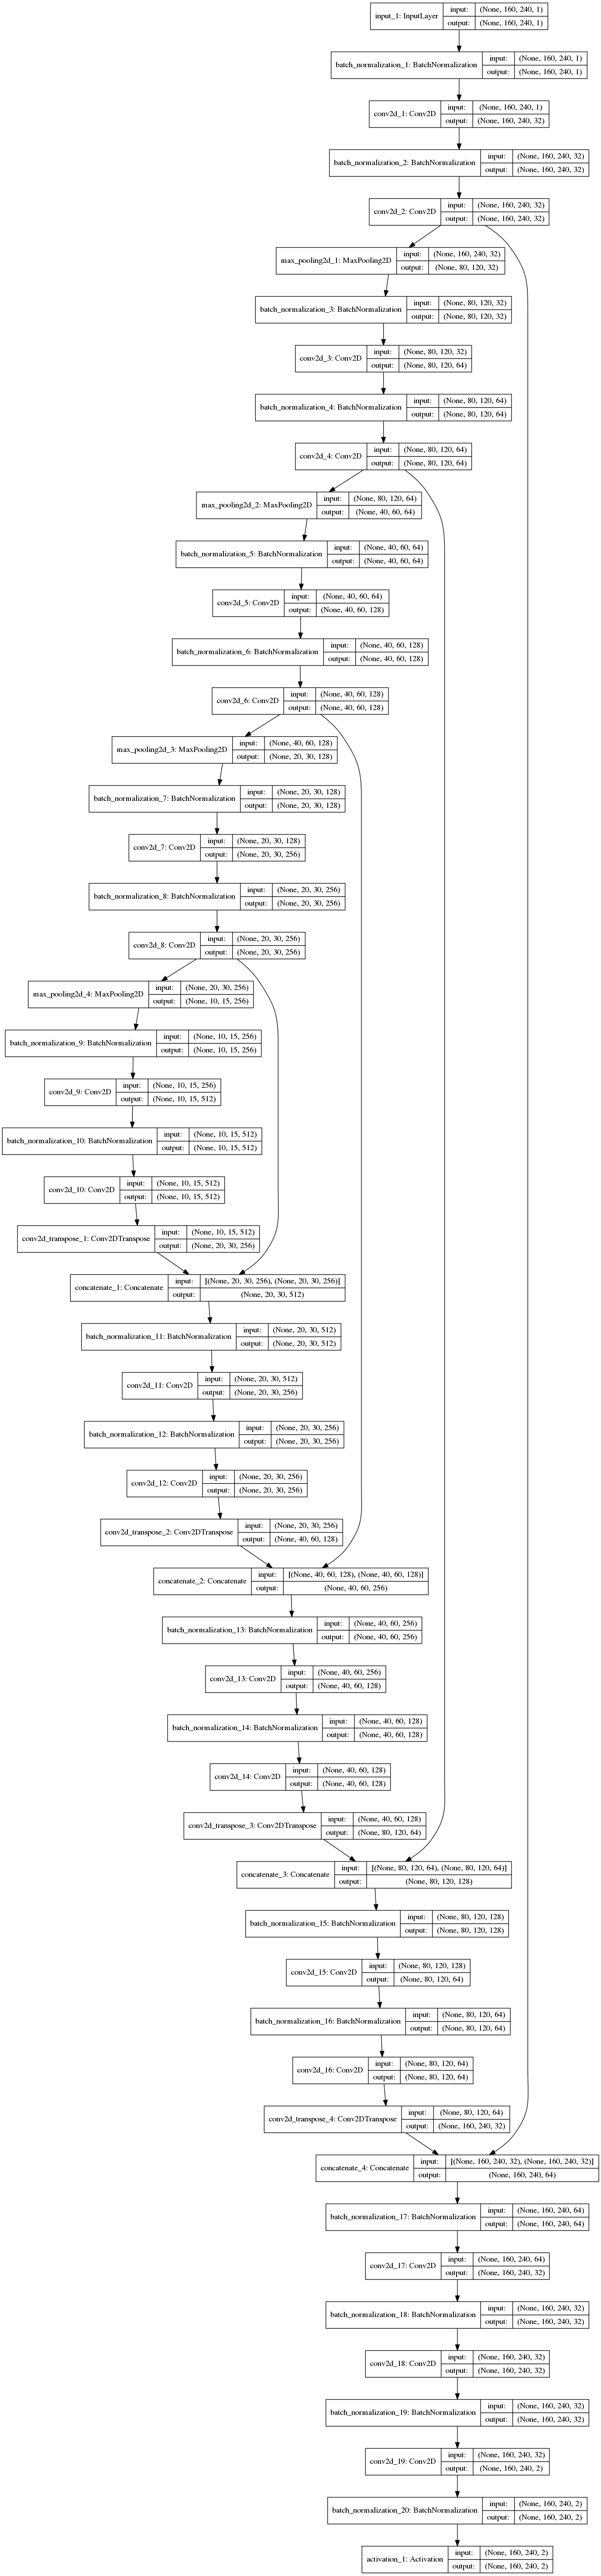 input_1: InputLayer
input: (None, 160, 240, 1)
output: (None, 160, 240, 1)
batch_normalization_1: BatchNormalization
input: (None, 160, 240, 1)
output: (None, 160, 240, 1)
conv2d_1: Conv2D
input: (None, 160, 240, 1)
output: (None, 160, 240, 32)
batch_normalization_2: BatchNormalization
input: (None, 160, 240, 32)
output: (None, 160, 240, 32)
conv2d_2: Conv2D
input: (None, 160, 240, 32)
output: (None, 160, 240, 32)
max_pooling2d_1: MaxPooling2D
input: (None, 160, 240, 32)
output: (None, 80, 120, 32)
batch_normalization_3: BatchNormalization
input: (None, 80, 120, 32)
output: (None, 80, 120, 32)
conv2d_3: Conv2D
input: (None, 80, 120, 32)
output: (None, 80, 120, 64)
batch_normalization_4: BatchNormalization
input: (None, 80, 120, 64)
output: (None, 80, 120, 64)
conv2d_4: Conv2D
input: (None, 80, 120, 64)
output: (None, 80, 120, 64)
max_pooling2d_2: MaxPooling2D
input: (None, 80, 120, 64)
output: (None, 40, 60, 64)
batch_normalization_5: BatchNormalization
input: (None, 40, 60, 64)
output: (None, 40, 60, 64)
conv2d_5: Conv2D
input: (None, 40, 60, 64)
output: (None, 40, 60, 128)
batch_normalization_6: BatchNormalization
input: (None, 40, 60, 128)
output: (None, 40, 60, 128)
conv2d_6: Conv2D
input: (None, 40, 60, 128)
output: (None, 40, 60, 128)
max_pooling2d_3: MaxPooling2D
input: (None, 40, 60, 128)
output: (None, 20, 30, 128)
batch_normalization_7: BatchNormalization
input: (None, 20, 30, 128)
output: (None, 20, 30, 128)
conv2d_7: Conv2D
input: (None, 20, 30, 128)
output: (None, 20, 30, 256)
batch_normalization_8: BatchNormalization
input: (None, 20, 30, 256)
output: (None, 20, 30, 256)
conv2d_8: Conv2D
input: (None, 20, 30, 256)
output: (None, 20, 30, 256)
max_pooling2d_4: MaxPooling2D
input: (None, 20, 30, 256)
output: (None, 10, 15, 256)
batch_normalization_9: BatchNormalization
input: (None, 10, 15, 256)
output: (None, 10, 15, 256)
conv2d_9: Conv2D
input: (None, 10, 15, 256)
output: (None, 10, 15, 512)
batch_normalization_10: BatchNormalization
input: (None, 10, 15, 512)
output: (None, 10, 15, 512)
conv2d_10: Conv2D
input: (None, 10, 15, 512)
output: (None, 10, 15, 512)
conv2d_transpose_1: Conv2DTranspose
input: (None, 10, 15, 512)
output: (None, 20, 30, 256)
concatenate_1: Concatenate
input: [(None, 20, 30, 256), (None, 20, 30, 256)]
output: (None, 20, 30, 512)
batch_normalization_11: BatchNormalization
input: (None, 20, 30, 512)
output: (None, 20, 30, 512)
conv2d_11: Conv2D
input: (None, 20, 30, 512)
output: (None, 20, 30, 256)
batch_normalization_12: BatchNormalization
input: (None, 20, 30, 256)
output: (None, 20, 30, 256)
conv2d_12: Conv2D
input: (None, 20, 30, 256)
output: (None, 20, 30, 256)
conv2d_transpose_2: Conv2DTranspose
input: (None, 20, 30, 256)
output: (None, 40, 60, 128)
concatenate_2: Concatenate
input: [(None, 40, 60, 128), (None, 40, 60, 128)]
output: (None, 40, 60, 256)
batch_normalization_13: BatchNormalization
input: (None, 40, 60, 256)
output: (None, 40, 60, 256)
conv2d_13: Conv2D
input: (None, 40, 60, 256)
output: (None, 40, 60, 128)
batch_normalization_14: BatchNormalization
input: (None, 40, 60, 128)
output: (None, 40, 60, 128)
conv2d_14: Conv2D
input: (None, 40, 60, 128)
output: (None, 40, 60, 128)
conv2d_transpose_3: Conv2DTranspose
input: (None, 40, 60, 128)
output: (None, 80, 120, 64)
concatenate_3: Concatenate
input: [(None, 80, 120, 64), (None, 80, 120, 64)]
output: (None, 80, 120, 128)
batch_normalization_15: BatchNormalization
input: (None, 80, 120, 128)
output: (None, 80, 120, 128)
conv2d_15: Conv2D
input: (None, 80, 120, 128)
output: (None, 80, 120, 64)
batch_normalization_16: BatchNormalization
input: (None, 80, 120, 64)
output: (None, 80, 120, 64)
conv2d_16: Conv2D
input: (None, 80, 120, 64)
output: (None, 80, 120, 64)
conv2d_transpose_4: Conv2DTranspose
input: (None, 80, 120, 64)
output: (None, 160, 240, 32)
concatenate_4: Concatenate
input: [(None, 160, 240, 32), (None, 160, 240, 32)]
output: (None, 160, 240, 64)
batch_normalization_17: BatchNormalization
input: (None, 160, 240, 64)
output: (None, 160, 240, 64)
conv2d_17: Conv2D
input: (None, 160, 240, 64)
output: (None, 160, 240, 32)
batch_normalization_18: BatchNormalization
input: (None, 160, 240, 32)
output: (None, 160, 240, 32)
conv2d_18: Conv2D
input: (None, 160, 240, 32)
output: (None, 160, 240, 32)
batch_normalization_19: BatchNormalization
input: (None, 160, 240, 32)
output: (None, 160, 240, 32)
conv2d_19: Conv2D
input: (None, 160, 240, 32)
output: (None, 160, 240, 2)
batch_normalization_20: BatchNormalization
input: (None, 160, 240, 2)
output: (None, 160, 240, 2)
activation_1: Activation
input: (None, 160, 240, 2)
output: (None, 160, 240, 2)